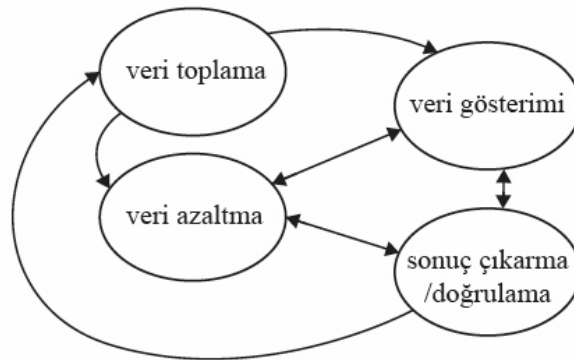 veri toplama
veri gösterimi
veri azaltma
sonuç çıkarma
/doğrulama